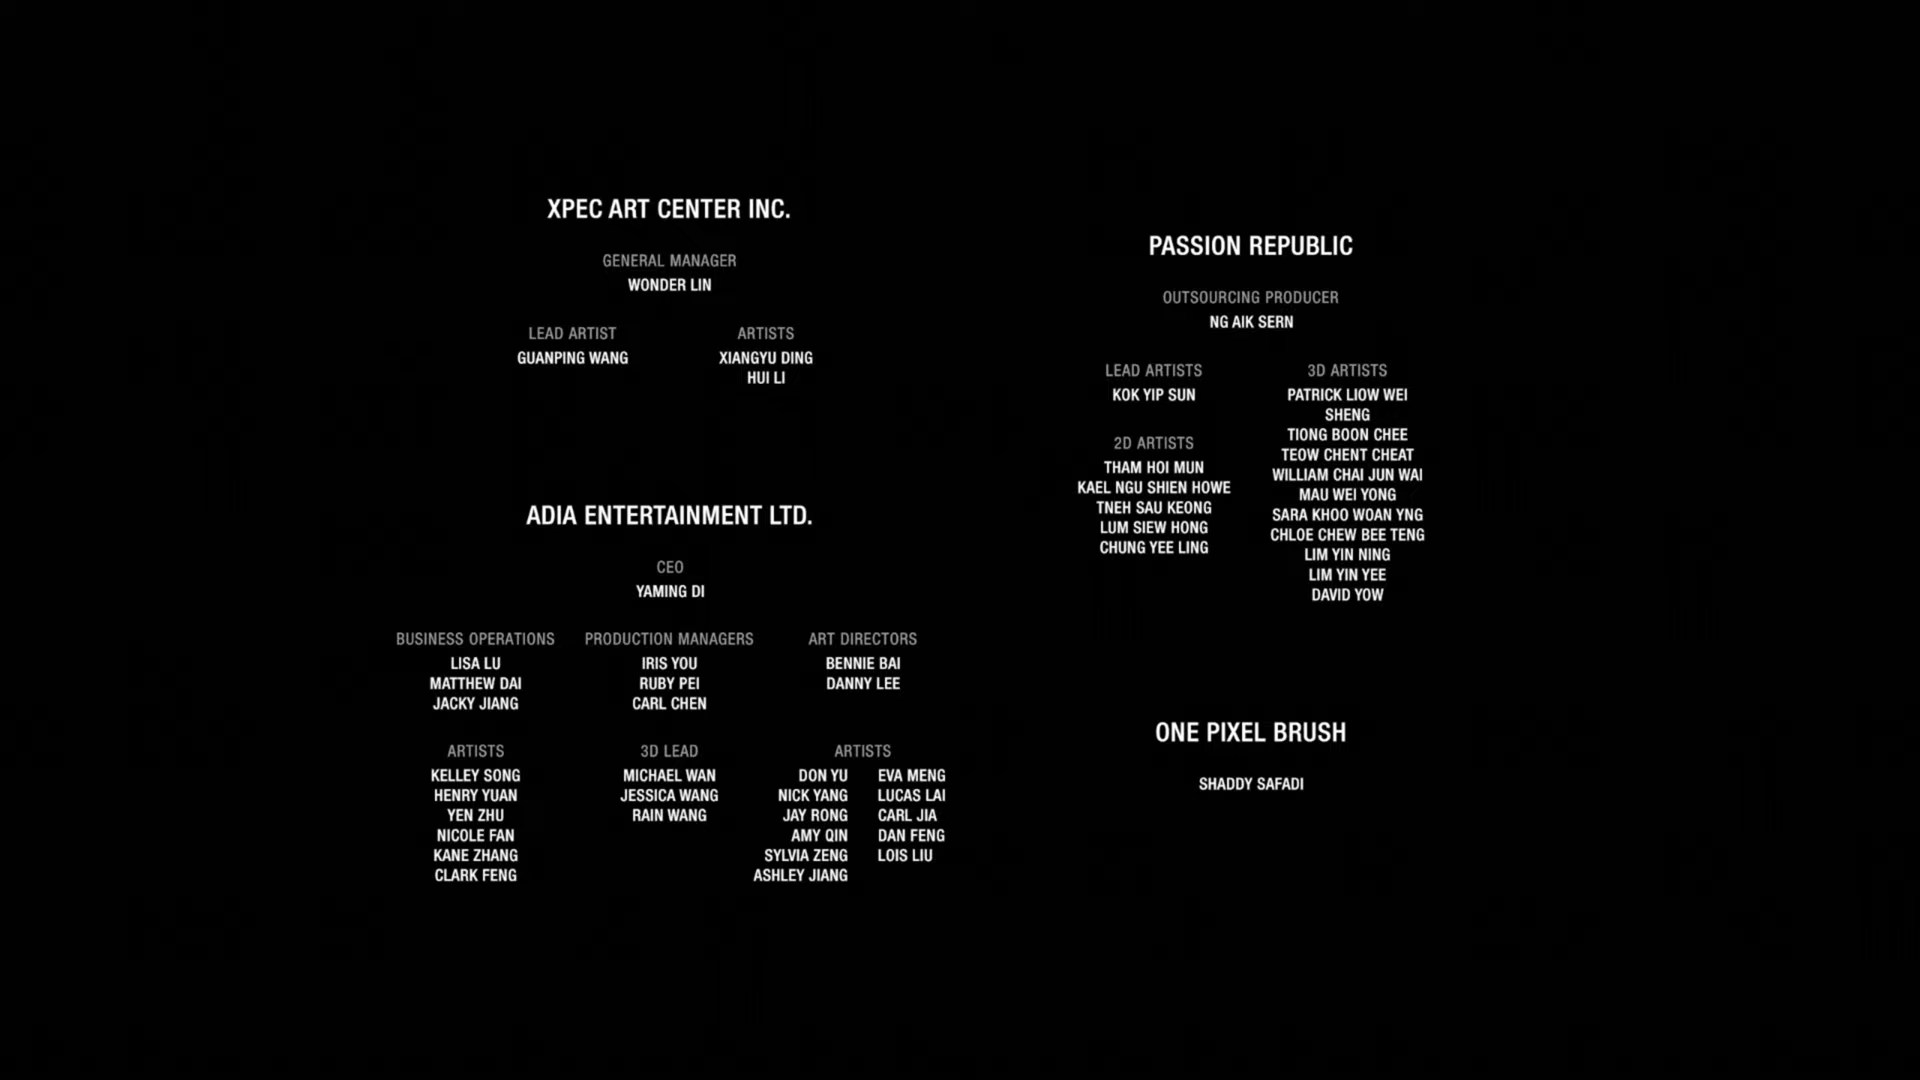 XPEC ART CENTER INC.
GENERAL MANAGER
WONDER LIN
LEAD ARTIST
GUANPING WANG
ARTISTS
XIANGYU DING
HUI LI
ADIA ENTERTAINMENT LTD.
CEO
YAMING DI
BUSINESS OPERATIONS
LISA LU
MATTHEW DAI
JACKY JIANG
PRODUCTION MANAGERS
IRIS YOU
RUBY PEI
CARL CHEN
ART DIRECTORS
BENNIE BAI
DANNY LEE
ARTISTS
KELLEY SONG
HENRY YUAN
YEN ZHU
NICOLE FAN
KANE ZHANG
CLARK FENG
3D LEAD
MICHAEL WAN
JESSICA WANG
RAIN WANG
ARTISTS
DON YU
NICK YANG
JAY RONG
AMY QIN
SYLVIA ZENG
ASHLEY JIANG
EVA MENG
LUCAS LAI
CARL JIA
DAN FENG
LOIS LIU
PASSION REPUBLIC
OUTSOURCING PRODUCER
NG AIK SERN
LEAD ARTISTS
KOK YIP SUN
2D ARTISTS
THAM HOI MUN
KAEL NGU SHIEN HOWE
TNEH SAU KEONG
LUM SIEW HONG
CHUNG YEE LING
3D ARTISTS
PATRICK LIOW WEI
SHENG
TIONG BOON CHEE
TEOW CHENT CHEAT
WILLIAM CHAI JUN WAI
MAU WEI YONG
SARA KHOO WOAN YNG
CHLOE CHEW BEE TENG
LIM YIN NING
LIM YIN YEE
DAVID YOW
ONE PIXEL BRUSH
SHADDY SAFADI